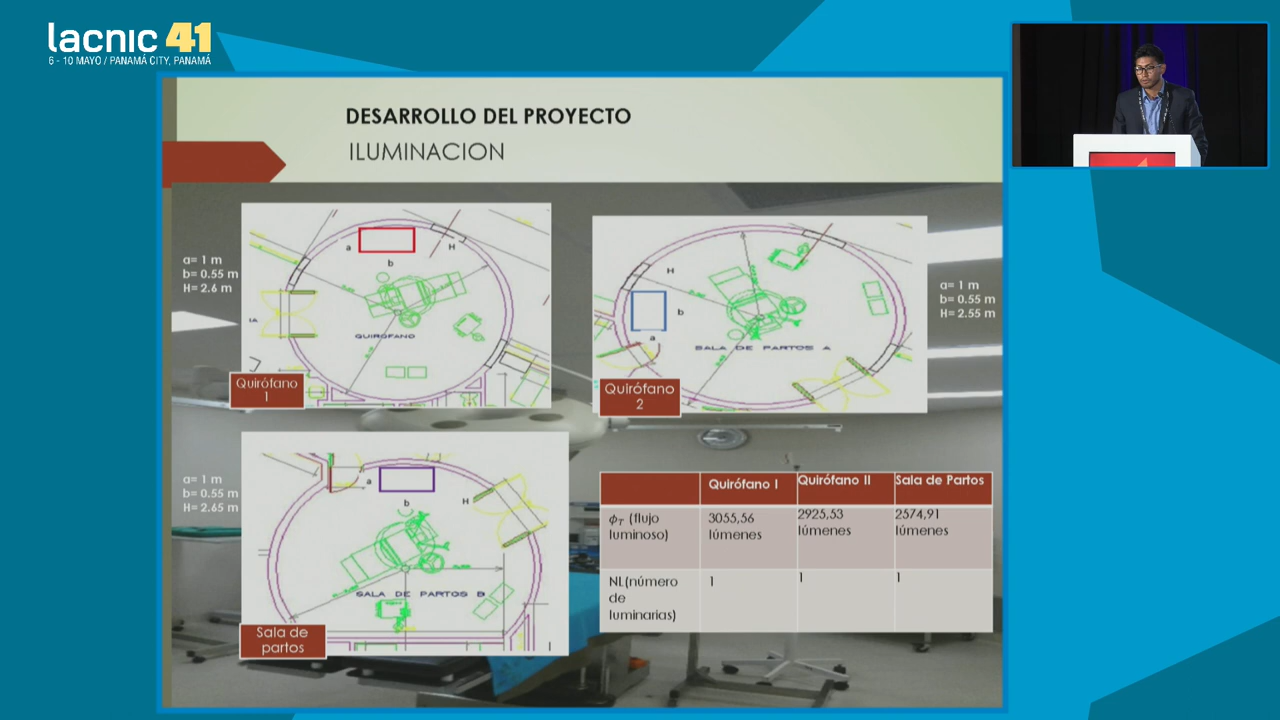 lacnic 41
6 - 10 MAYO / PANAMÁ CITY, PANAMÁ
DESARROLLO DEL PROYECTO
ILUMINACION
a= 1 m
b= 0.55 m
H= 2.6 m
a
b
H
IA
QUIROFANO
Quirófano
1
H
b
a
SALA DE PARTOS A
Quirófano
2
a= 1 m
b= 0.55 m
H= 2.55 m
a= 1 m
b= 0.55 m
H= 2.65 m
a
b
H
SALA DE PARTOS B
Sala de
partos
Quirófano I Quirófano II Sala de Partos
ϕT (flujo luminoso) 3055,56 lúmenes 2925,53 lúmenes 2574,91 lúmenes
NL(número de luminarias) 1 1 1